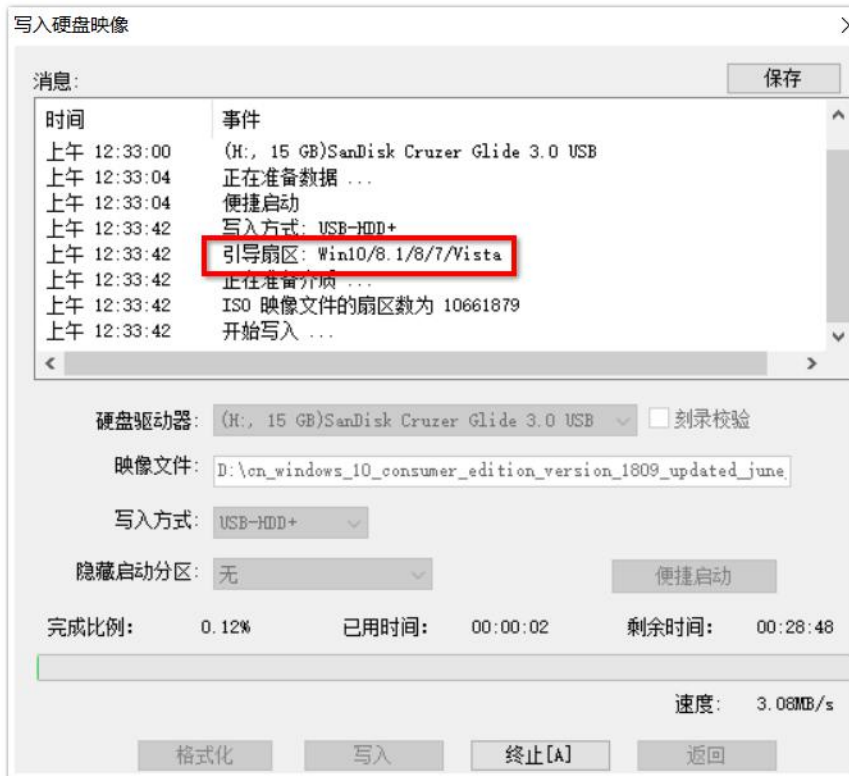 写入硬盘映像
消息:
保存
时间 事件
上午 12:33:00 (H:, 15 GB)SanDisk Cruzer Glide 3.0 USB
上午 12:33:04 正在准备数据 ...
上午 12:33:04 便捷启动
上午 12:33:42 写入方式: USB-HDD+
上午 12:33:42 引导扇区: Win10/8.1/8/7/Vista
上午 12:33:42 正在准备介质 ...
上午 12:33:42 ISO 映像文件的扇区数为 10661879
上午 12:33:42 开始写入 ...
硬盘驱动器: (H:, 15 GB)SanDisk Cruzer Glide 3.0 USB 刻录校验
映像文件: D:\cn_windows_10_consumer_edition_version_1809_updated_june_
写入方式: USB-HDD+
隐藏启动分区: 无 便捷启动
完成比例: 0.12% 已用时间: 00:00:02 剩余时间: 00:28:48
速度: 3.08MB/s
格式化 写入 终止[A] 返回